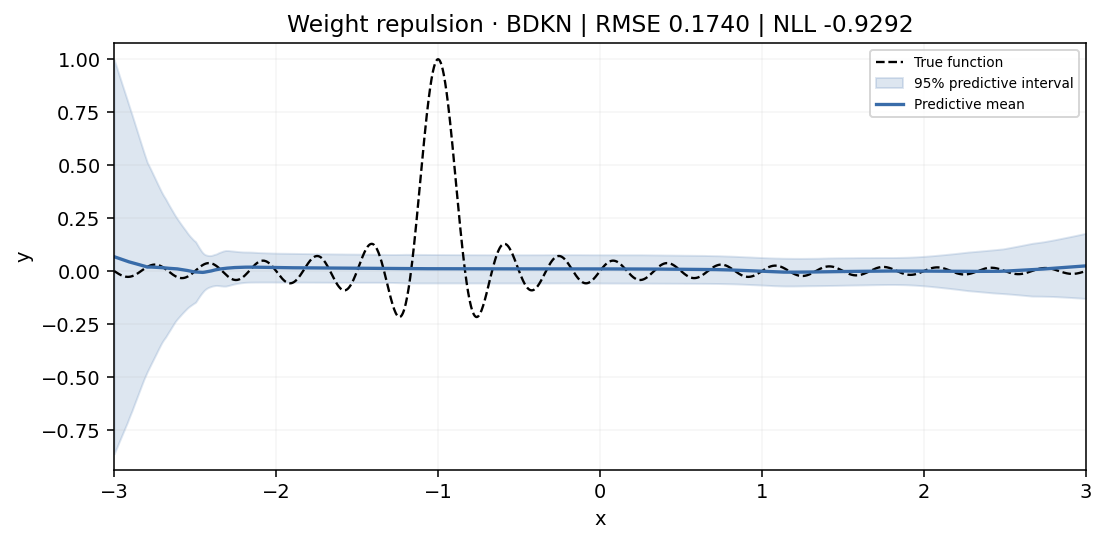 Weight repulsion · BDKN | RMSE 0.1740 | NLL -0.9292
True function
95% predictive interval
Predictive mean
1.00
0.75
0.50
0.25
0.00
−0.25
−0.50
−0.75
y
−3
−2
−1
0
1
2
3
x